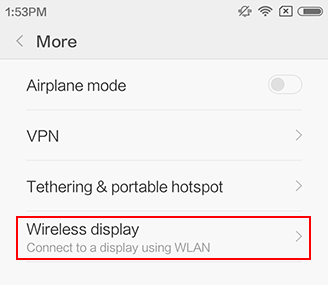 1:53PM
More
Airplane mode
VPN
Tethering & portable hotspot
Wireless display
Connect to a display using WLAN